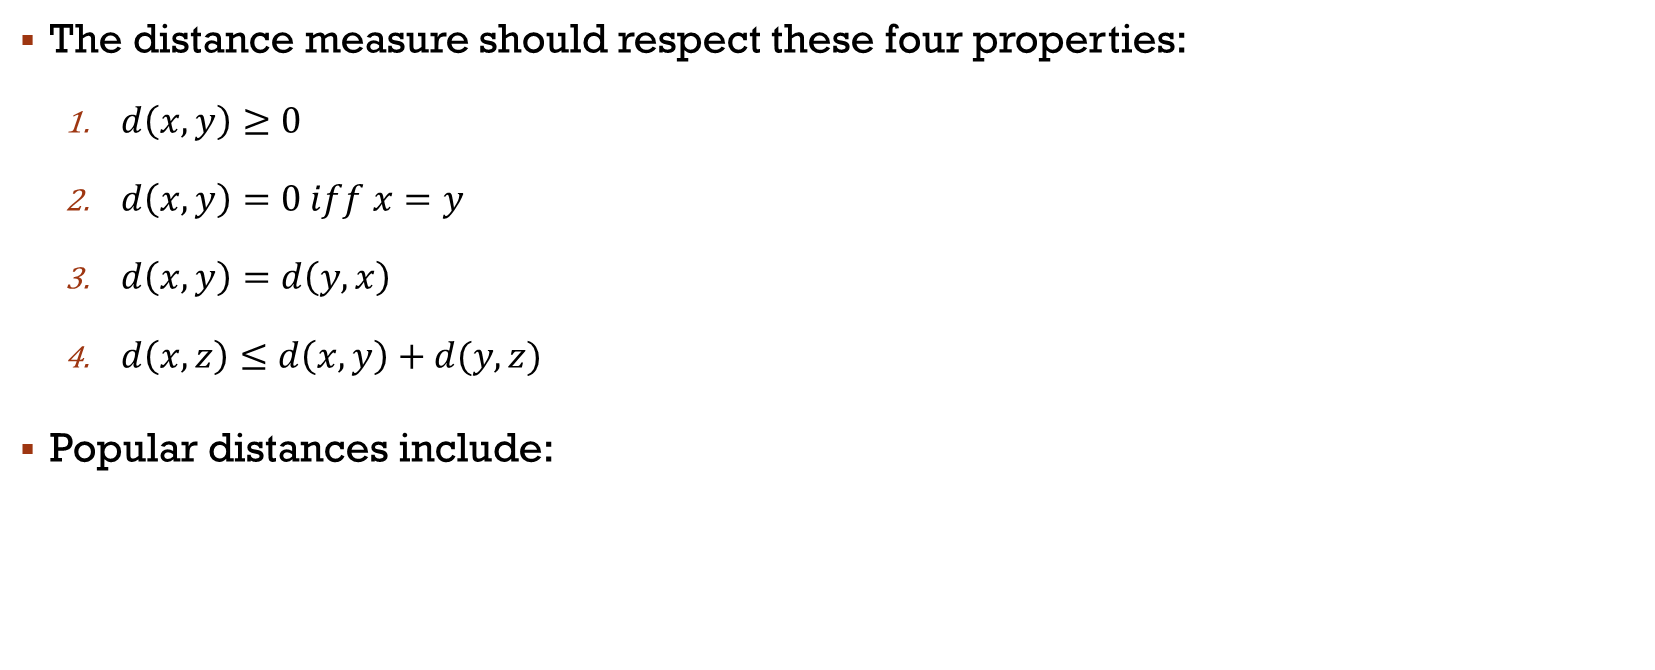 ▪ The distance measure should respect these four properties:
1. d(x, y) ≥ 0
2. d(x, y) = 0 iff x = y
3. d(x, y) = d(y, x)
4. d(x, z) ≤ d(x, y) + d(y, z)
▪ Popular distances include: